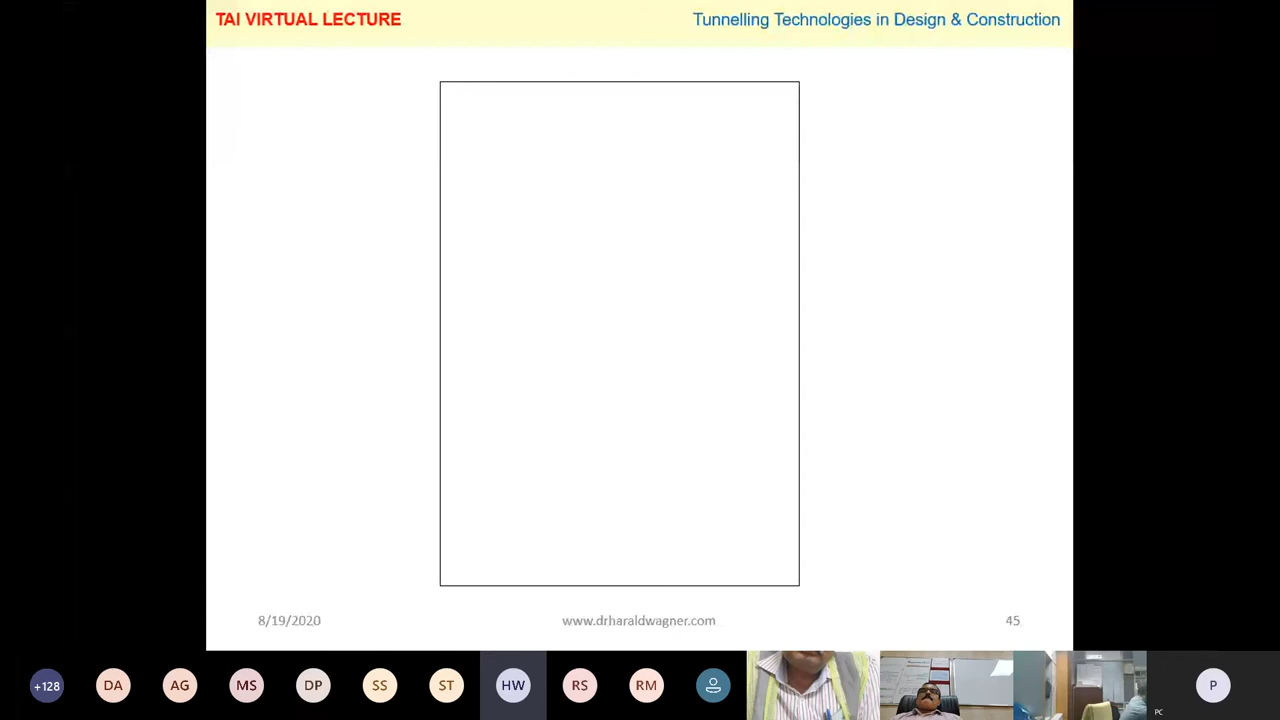 TAI VIRTUAL LECTURE
Tunnelling Technologies in Design & Construction
8/19/2020
www.drharaldwagner.com
45
+128
DA
AG
MS
DP
SS
ST
HW
RS
RM
P
PC